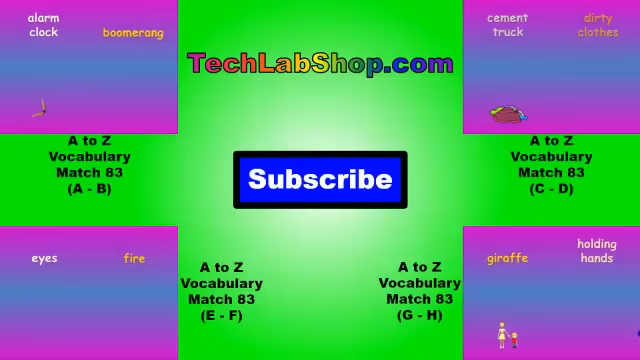 alarm
clock
boomerang
TechLabShop.com
cement
truck
dirty
clothes
A to Z
Vocabulary
Match 83
(A - B)
Subscribe
A to Z
Vocabulary
Match 83
(C - D)
eyes
fire
A to Z
Vocabulary
Match 83
(E - F)
A to Z
Vocabulary
Match 83
(G - H)
giraffe
holding
hands